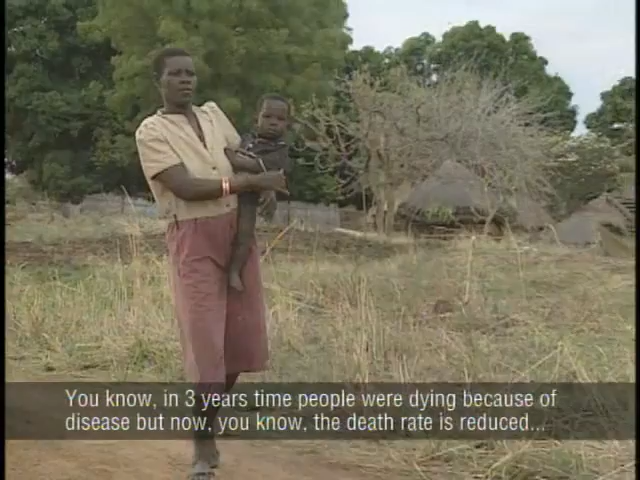 You know, in 3 years time people were dying because of
disease but now, you know, the death rate is reduced...